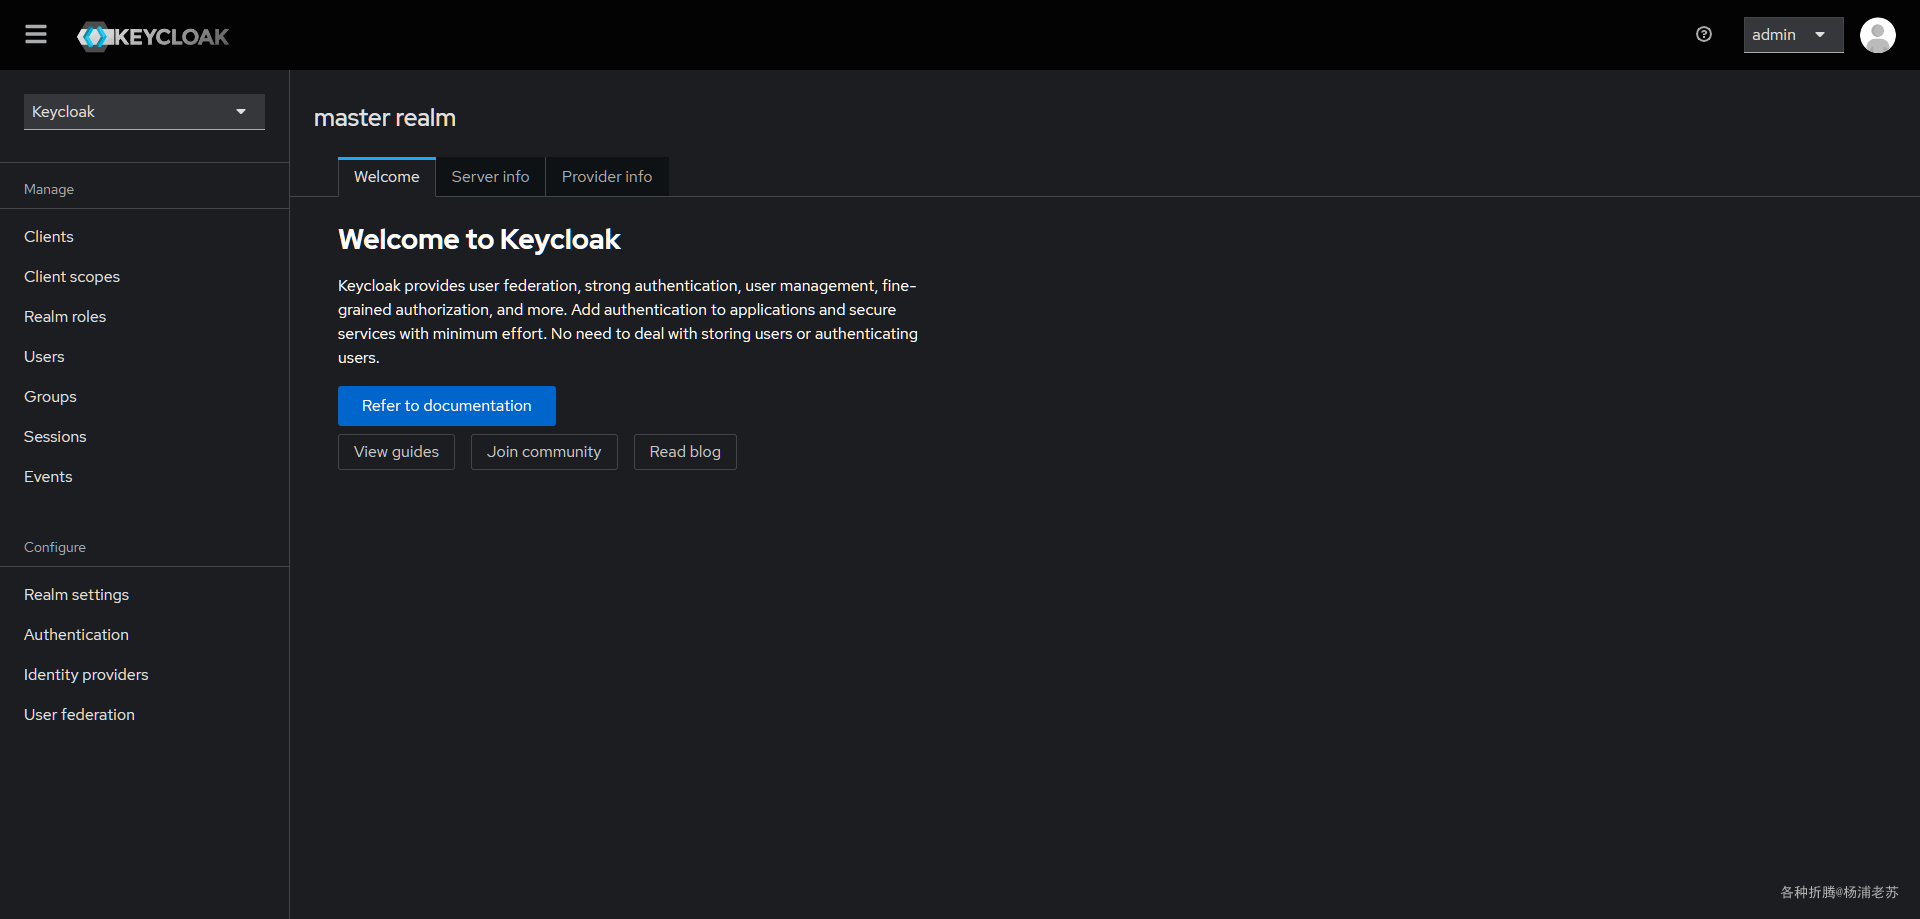 KEYCLOAK
admin
Keycloak
Manage
Clients
Client scopes
Realm roles
Users
Groups
Sessions
Events
Configure
Realm settings
Authentication
Identity providers
User federation
master realm
Welcome
Server info
Provider info
Welcome to Keycloak
Keycloak provides user federation, strong authentication, user management, fine-
grained authorization, and more. Add authentication to applications and secure
services with minimum effort. No need to deal with storing users or authenticating
users.
Refer to documentation
View guides
Join community
Read blog
各种折腾@杨浦老苏